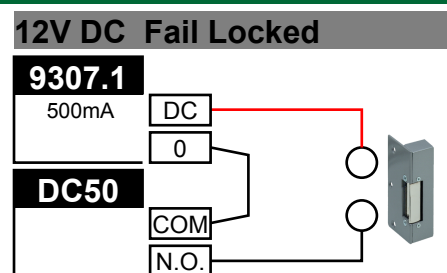 12V DC Fail Locked
9307.1
500mA
DC
0
DC50
COM
N.O.